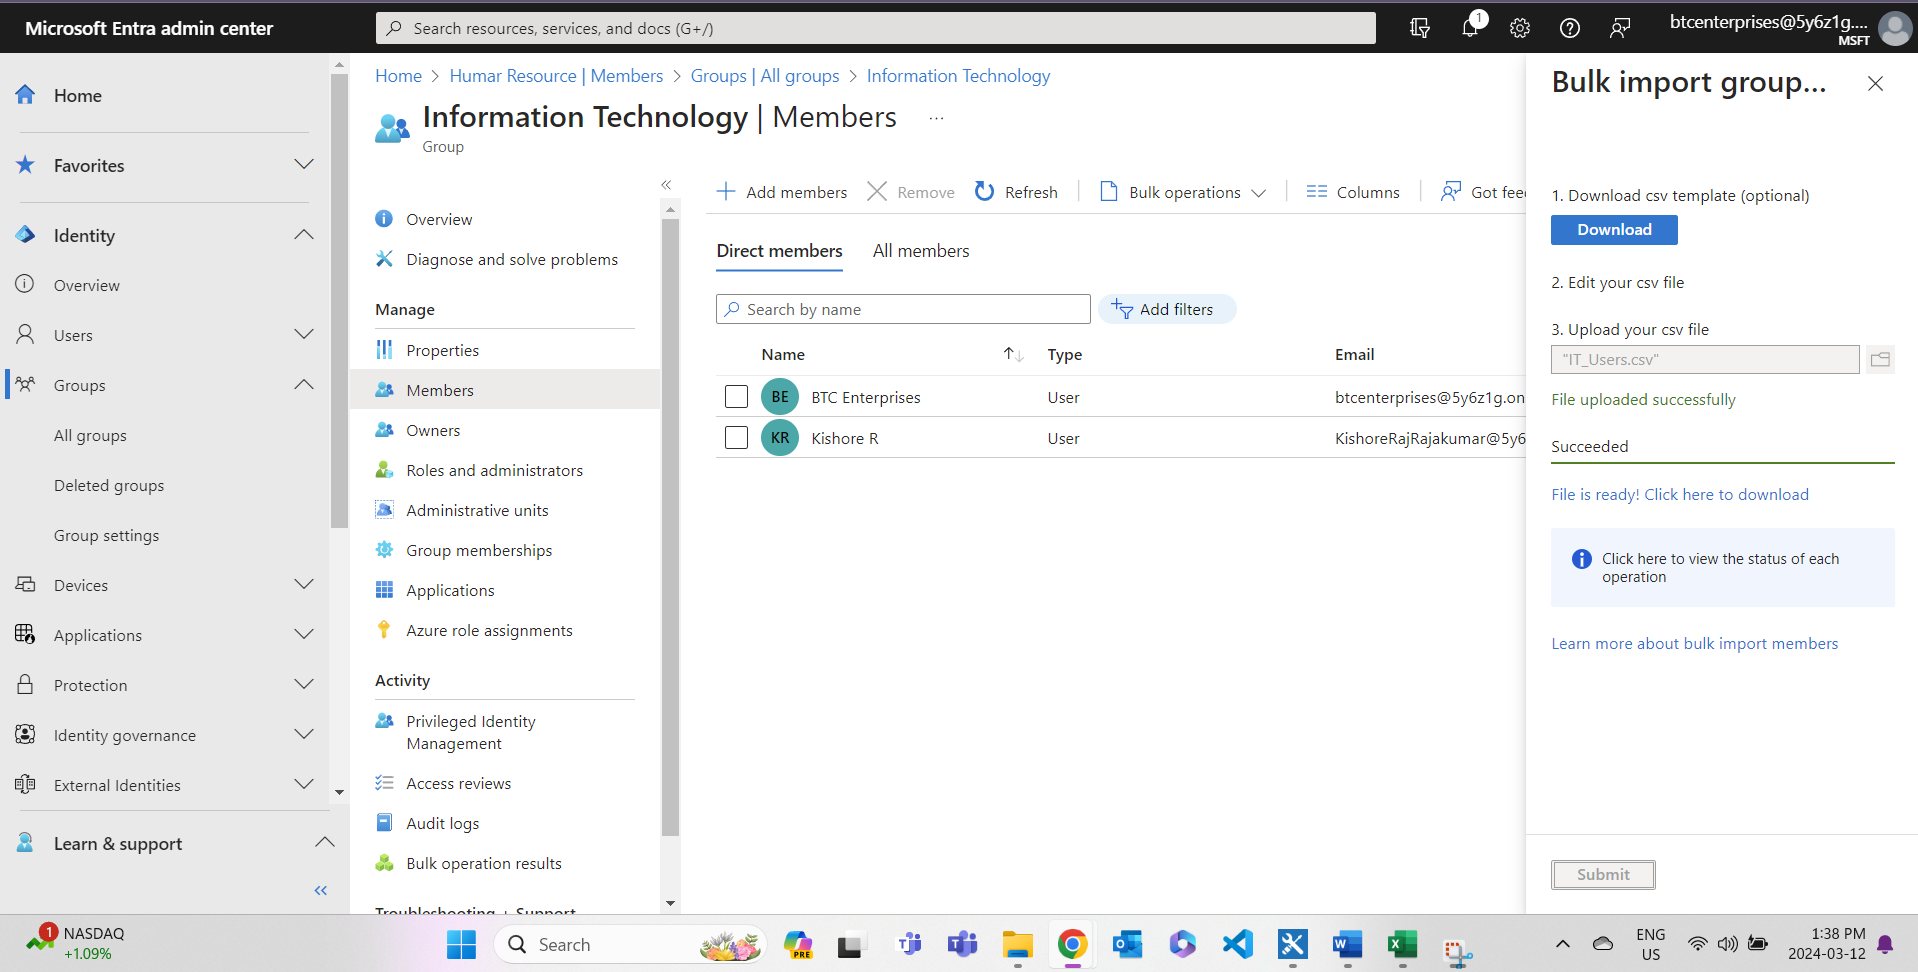 Microsoft Entra admin center
Search resources, services, and docs (G+/)
1
btcenterprises@5y6z1g....
MSFT
Home
Favorites
Identity
Overview
Users
Groups
All groups
Deleted groups
Group settings
Devices
Applications
Protection
Identity governance
External Identities
Learn & support
Home > Humar Resource | Members > Groups | All groups > Information Technology
Information Technology | Members ...
Group
Overview
Diagnose and solve problems
Manage
Properties
Members
Owners
Roles and administrators
Administrative units
Group memberships
Applications
Azure role assignments
Activity
Privileged Identity
Management
Access reviews
Audit logs
Bulk operation results
Troubleshooting + Support
Add members Remove Refresh Bulk operations Columns Got fee
Direct members All members
Search by name Add filters
Name Type Email
BE BTC Enterprises User btcenterprises@5y6z1g.on
KR Kishore R User KishoreRajRajakumar@5y6
Bulk import group...
1. Download csv template (optional)
Download
2. Edit your csv file
3. Upload your csv file
"IT_Users.csv"
File uploaded successfully
Succeeded
File is ready! Click here to download
Click here to view the status of each
operation
Learn more about bulk import members
Submit
1 NASDAQ
+1.09%
Search
PRE
ENG
US
1:38 PM
2024-03-12